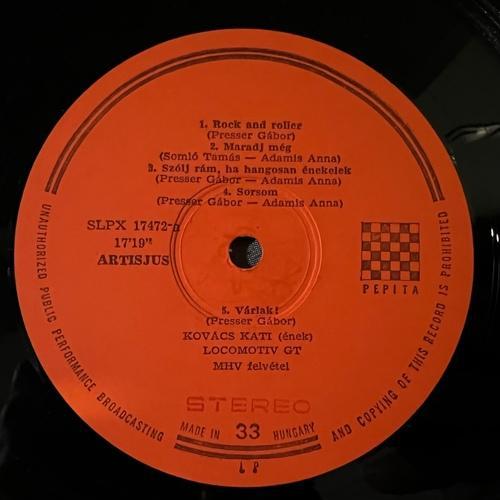 1. Rock and roller
(Presser Gábor)
2. Maradj még
(Somló Tamás — Adamis Anna)
3. Szólj rám, ha hangosan énekelek
(Presser Gábor — Adamis Anna)
4. Sorsom
(Presser Gábor — Adamis Anna)
SLPX 17472-a
17'19"
ARTISJUS
PEPITA
5. Várlak!
(Presser Gábor)
KOVÁCS KATI (ének)
LOCOMOTIV GT
MHV felvétel
STEREO
MADE IN 33 HUNGARY
LP
UNAUTHORIZED PUBLIC PERFORMANCE BROADCASTING AND COPYING OF THIS RECORD IS PROHIBITED